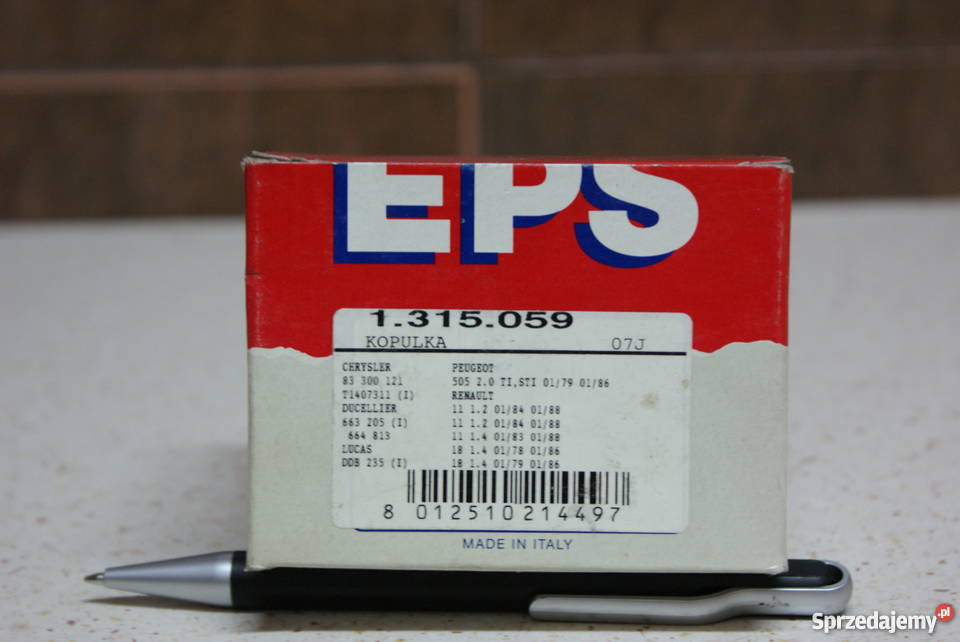 EPS
1.315.059
KOPULKA 07J
CHRYSLER PEUGEOT
83 300 121 505 2.0 TI,STI 01/79 01/86
T1407311 (I) RENAULT
DUCELLIER 11 1.2 01/84 01/88
663 205 (I) 11 1.2 01/84 01/88
664 813 11 1.4 01/83 01/88
LUCAS 18 1.4 01/78 01/86
DDB 235 (I) 18 1.4 01/79 01/86
8 012510 214497
MADE IN ITALY
Sprzedajemy.pl